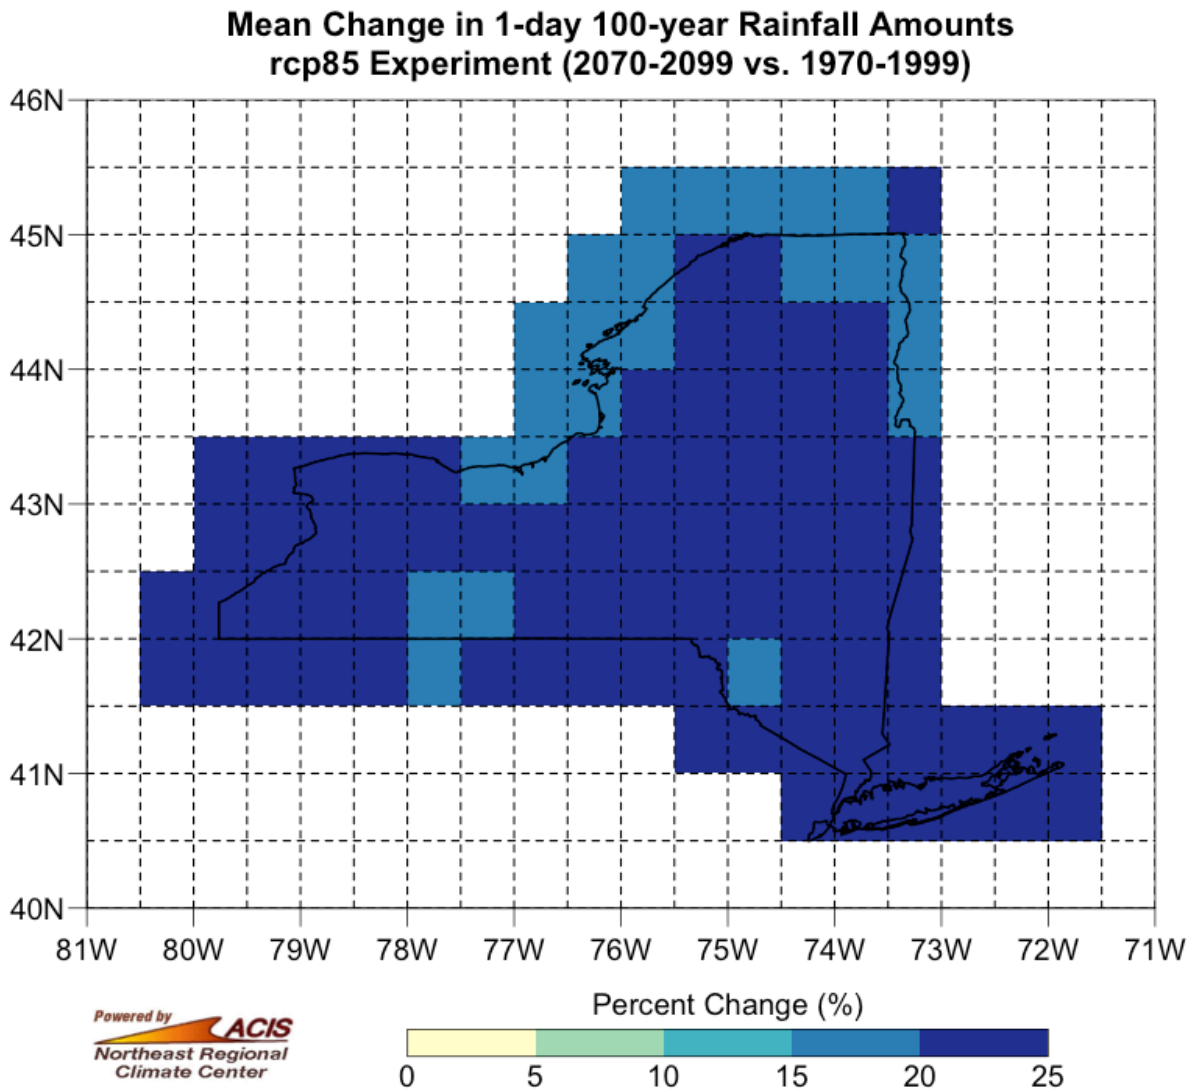 Mean Change in 1-day 100-year Rainfall Amounts
rcp85 Experiment (2070-2099 vs. 1970-1999)
46N
45N
44N
43N
42N
41N
40N
81W 80W 79W 78W 77W 76W 75W 74W 73W 72W 71W
Percent Change (%)
0 5 10 15 20 25
Powered by
ACIS
Northeast Regional
Climate Center